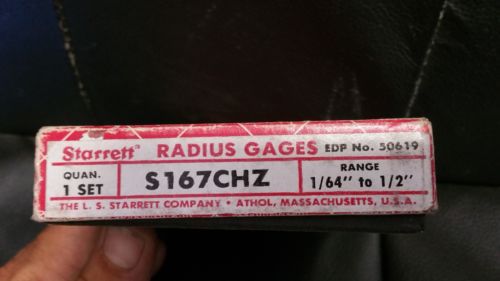 Starrett RADIUS GAGES EDP No. 50619
QUAN. S167CHZ RANGE
1 SET 1/64" to 1/2"
THE L. S. STARRETT COMPANY • ATHOL, MASSACHUSETTS, U.S.A.